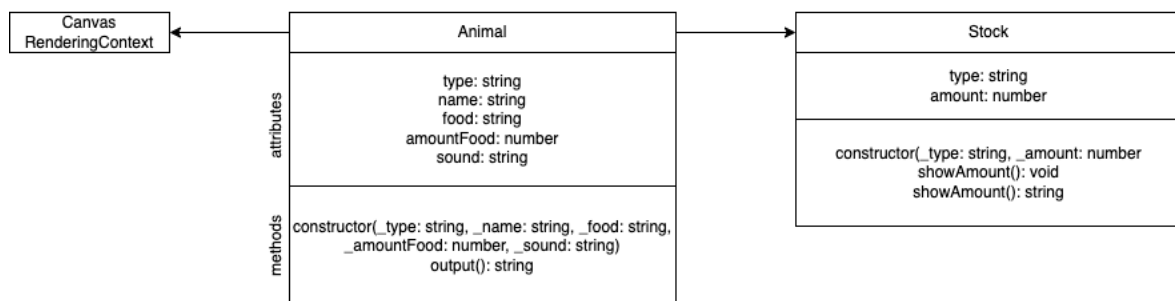 Canvas
RenderingContext
Animal
attributes
type: string
name: string
food: string
amountFood: number
sound: string
methods
constructor(_type: string, _name: string, _food: string,
_amountFood: number, _sound: string)
output(): string
Stock
type: string
amount: number
constructor(_type: string, _amount: number
showAmount(): void
showAmount(): string